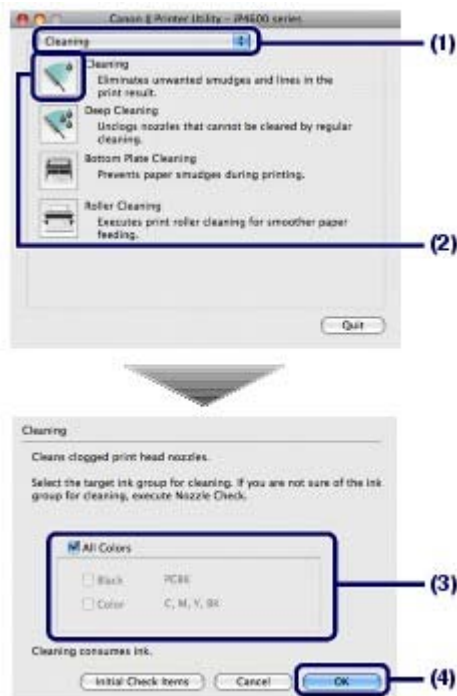 Canon IJ Printer Utility – iP4600 series
Cleaning
(1)
Cleaning
Eliminates unwanted smudges and lines in the
print result.
Deep Cleaning
Unclogs nozzles that cannot be cleared by regular
cleaning.
Bottom Plate Cleaning
Prevents paper smudges during printing.
Roller Cleaning
Executes print roller cleaning for smoother paper
feeding.
(2)
Quit
Cleaning
Cleans clogged print head nozzles.
Select the target ink group for cleaning. If you are not sure of the ink
group for cleaning, execute Nozzle Check.
All Colors
Black PGBK
Color C, M, Y, BK
(3)
Cleaning consumes ink.
Initial Check Items Cancel OK
(4)